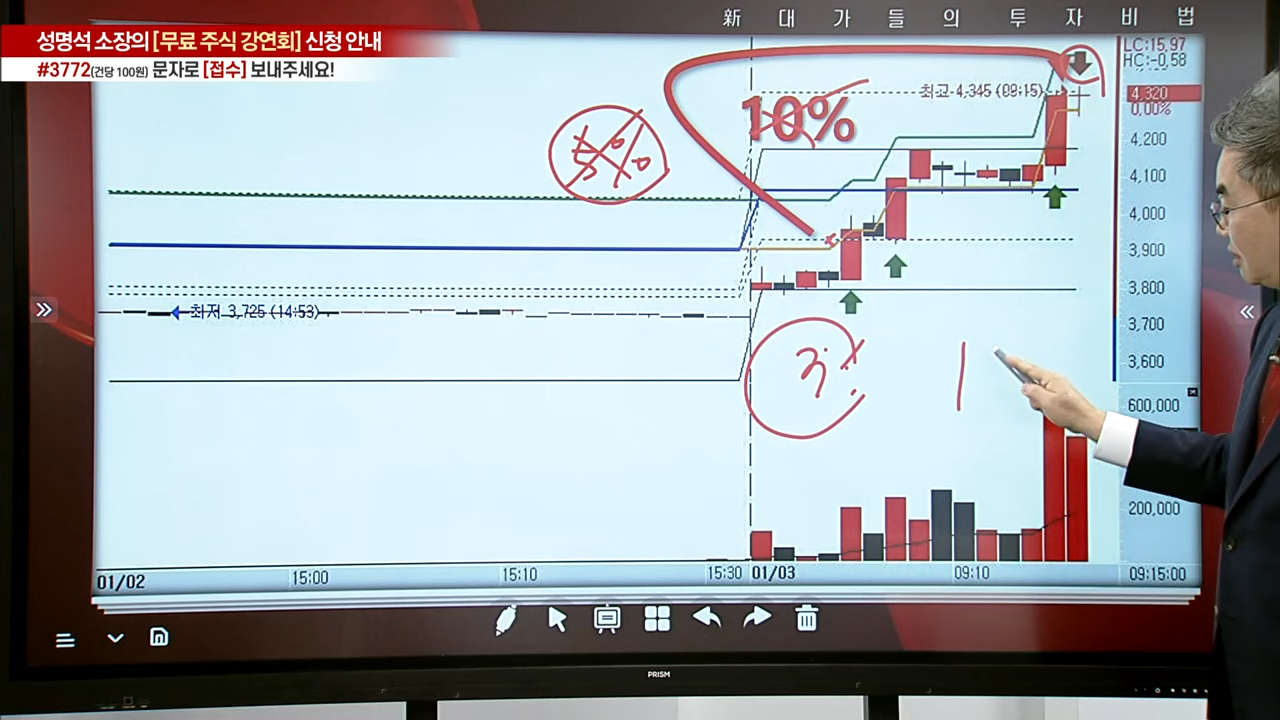 新 대 가 들 의 투 자 비 법
성명석 소장의 [무료 주식 강연회] 신청 안내
#3772(건당 100원) 문자로 [접수] 보내주세요!
LC:15.97
HC:-0.58
최고 4,345 (09:15)
4,320
0.00%
10%
4,200
4,100
4,000
3,900
3,800
최저 3,725 (14:53)
3,700
3,600
3%
1
600,000
200,000
01/02 15:00 15:10 15:30 01/03 09:10 09:15:00
PRISM